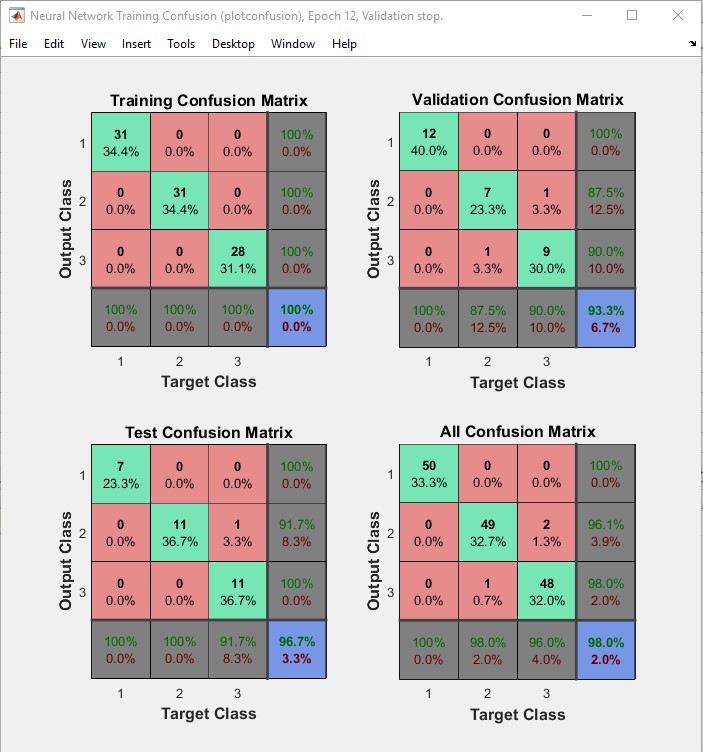 Neural Network Training Confusion (plotconfusion), Epoch 12, Validation stop.
File Edit View Insert Tools Desktop Window Help
Training Confusion Matrix
31 0 0 100%
34.4% 0.0% 0.0% 0.0%
1
0 31 0 100%
0.0% 34.4% 0.0% 0.0%
2
0 0 28 100%
0.0% 0.0% 31.1% 0.0%
3
100% 100% 100% 100%
0.0% 0.0% 0.0% 0.0%
1 2 3
Output Class
Target Class
Validation Confusion Matrix
12 0 0 100%
40.0% 0.0% 0.0% 0.0%
1
0 7 1 87.5%
0.0% 23.3% 3.3% 12.5%
2
0 1 9 90.0%
0.0% 3.3% 30.0% 10.0%
3
100% 87.5% 90.0% 93.3%
0.0% 12.5% 10.0% 6.7%
1 2 3
Output Class
Target Class
Test Confusion Matrix
7 0 0 100%
23.3% 0.0% 0.0% 0.0%
1
0 11 1 91.7%
0.0% 36.7% 3.3% 8.3%
2
0 0 11 100%
0.0% 0.0% 36.7% 0.0%
3
100% 100% 91.7% 96.7%
0.0% 0.0% 8.3% 3.3%
1 2 3
Output Class
Target Class
All Confusion Matrix
50 0 0 100%
33.3% 0.0% 0.0% 0.0%
1
0 49 2 96.1%
0.0% 32.7% 1.3% 3.9%
2
0 1 48 98.0%
0.0% 0.7% 32.0% 2.0%
3
100% 98.0% 96.0% 98.0%
0.0% 2.0% 4.0% 2.0%
1 2 3
Output Class
Target Class